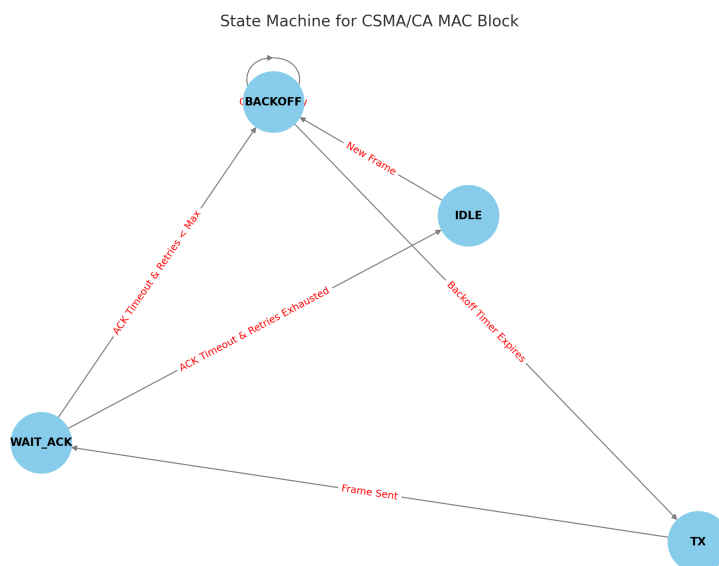 State Machine for CSMA/CA MAC Block
BACKOFF
New Frame
IDLE
ACK Timeout & Retries < Max
Backoff Timer Expires
ACK Timeout & Retries Exhausted
WAIT_ACK
Frame Sent
TX